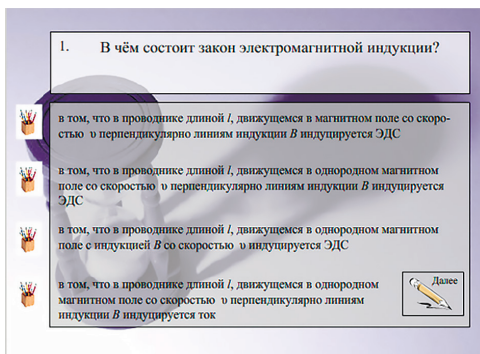 1. В чём состоит закон электромагнитной индукции?
в том, что в проводнике длиной l, движущемся в магнитном поле со скоро-
стью υ перпендикулярно линиям индукции B индуцируется ЭДС
в том, что в проводнике длиной l, движущемся в однородном магнитном
поле со скоростью υ перпендикулярно линиям индукции B индуцируется
ЭДС
в том, что в проводнике длиной l, движущемся в однородном магнитном
поле с индукцией B со скоростью υ индуцируется ЭДС
в том, что в проводнике длиной l, движущемся в однородном
магнитном поле со скоростью υ перпендикулярно линиям
индукции B индуцируется ток
Далее